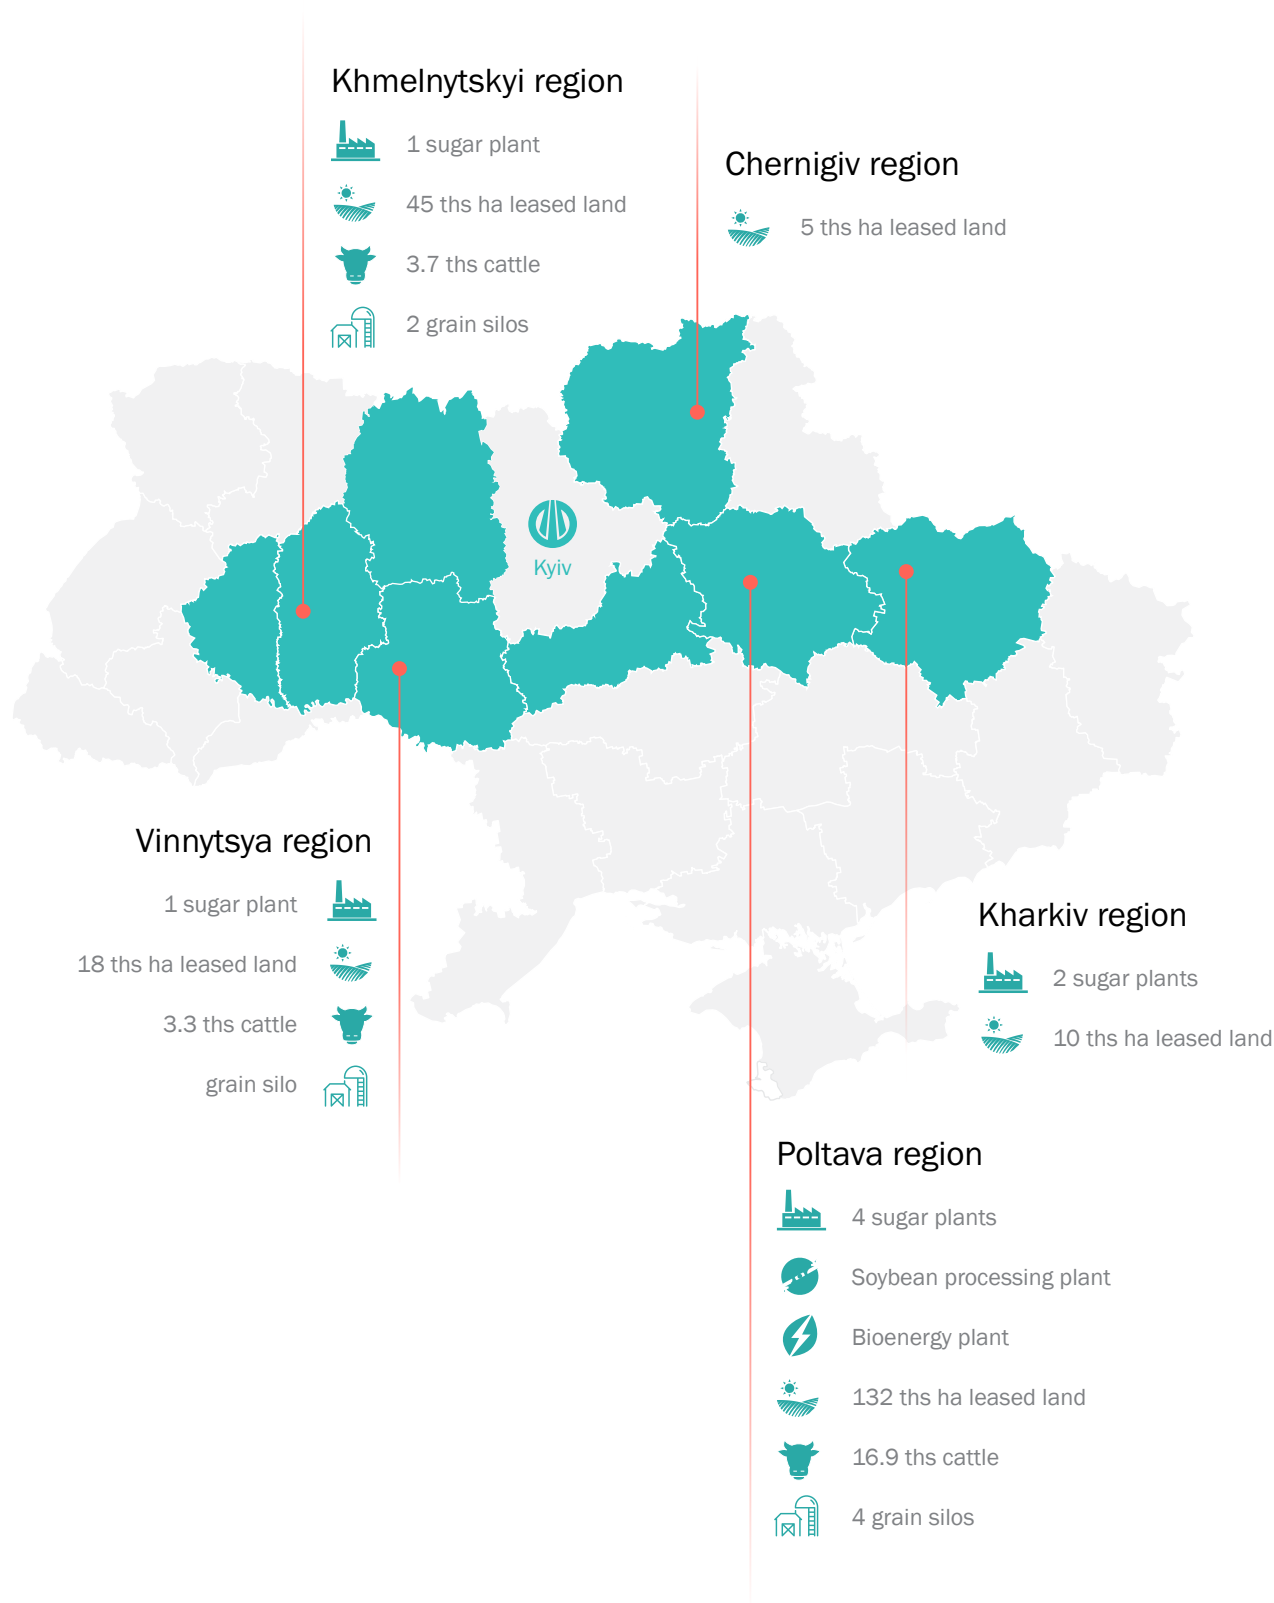 Khmelnytskyi region
1 sugar plant
45 ths ha leased land
3.7 ths cattle
2 grain silos
Chernigiv region
5 ths ha leased land
Kyiv
Vinnytsya region
1 sugar plant
18 ths ha leased land
3.3 ths cattle
grain silo
Kharkiv region
2 sugar plants
10 ths ha leased land
Poltava region
4 sugar plants
Soybean processing plant
Bioenergy plant
132 ths ha leased land
16.9 ths cattle
4 grain silos